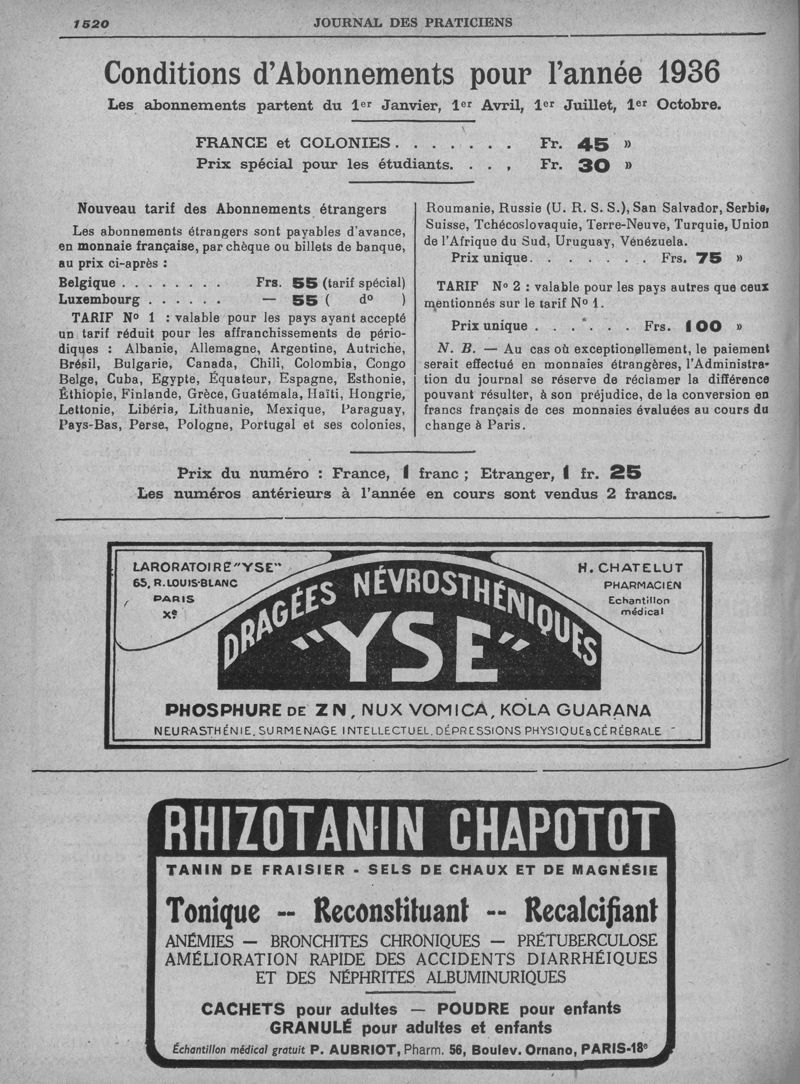 1520
JOURNAL DES PRATICIENS
Conditions d'Abonnements pour l'année 1936
Les abonnements partent du 1er Janvier, 1er Avril, 1er Juillet, 1er Octobre.
FRANCE et COLONIES . . . . . . . Fr. 45 »
Prix spécial pour les étudiants. . . , Fr. 30 »
Nouveau tarif des Abonnements étrangers
Les abonnements étrangers sont payables d'avance,
en monnaie française, par chèque ou billets de banque,
au prix ci-après :
Belgique . . . . . . . . Frs. 55 (tarif spécial)
Luxembourg . . . . . . — 55 ( do )
TARIF No 1 : valable pour les pays ayant accepté
un tarif réduit pour les affranchissements de pério-
diques : Albanie, Allemagne, Argentine, Autriche,
Brésil, Bulgarie, Canada, Chili, Colombia, Congo
Belge, Cuba, Egypte, Équateur, Espagne, Esthonie,
Éthiopie, Finlande, Grèce, Guatémala, Haïti, Hongrie,
Lettonie, Libéria, Lithuanie, Mexique, Paraguay,
Pays-Bas, Perse, Pologne, Portugal et ses colonies,
Roumanie, Russie (U. R. S. S.), San Salvador, Serbie,
Suisse, Tchécoslovaquie, Terre-Neuve, Turquie, Union
de l'Afrique du Sud, Uruguay, Vénézuela.
Prix unique. . . . . . . . Frs. 75 »
TARIF No 2 : valable pour les pays autres que ceux
mentionnés sur le tarif No 1.
Prix unique . . . . . . . Frs. 100 »
N. B. — Au cas où exceptionellement, le paiement
serait effectué en monnaies étrangères, l'Administra-
tion du journal se réserve de réclamer la différence
pouvant résulter, à son préjudice, de la conversion en
francs français de ces monnaies évaluées au cours du
change à Paris.
Prix du numéro : France, 1 franc ; Etranger, 1 fr. 25
Les numéros antérieurs à l'année en cours sont vendus 2 francs.
LARORATOIRE "YSE"
65, R. LOUIS-BLANC
PARIS
Xe
H. CHATELUT
PHARMACIEN
Echantillon
médical
DRAGÉES NÉVROSTHÉNIQUES
"YSE"
PHOSPHURE DE ZN, NUX VOMICA, KOLA GUARANA
NEURASTHÉNIE, SURMENAGE INTELLECTUEL, DÉPRESSIONS PHYSIQUE & CÉRÉBRALE
RHIZOTANIN CHAPOTOT
TANIN DE FRAISIER - SELS DE CHAUX ET DE MAGNÉSIE
Tonique -- Reconstituant -- Recalcifiant
ANÉMIES — BRONCHITES CHRONIQUES — PRÉTUBERCULOSE
AMÉLIORATION RAPIDE DES ACCIDENTS DIARRHÉIQUES
ET DES NÉPHRITES ALBUMINURIQUES
CACHETS pour adultes — POUDRE pour enfants
GRANULÉ pour adultes et enfants
Échantillon médical gratuit P. AUBRIOT, Pharm. 56, Boulev. Ornano, PARIS-18e